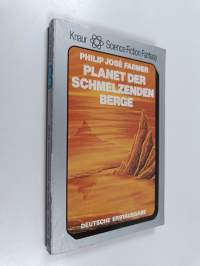 Knaur Science Fiction Fantasy
PHILIP JOSÉ FARMER
PLANET DER
SCHMELZENDEN
BERGE
DEUTSCHE ERSTAUSGABE